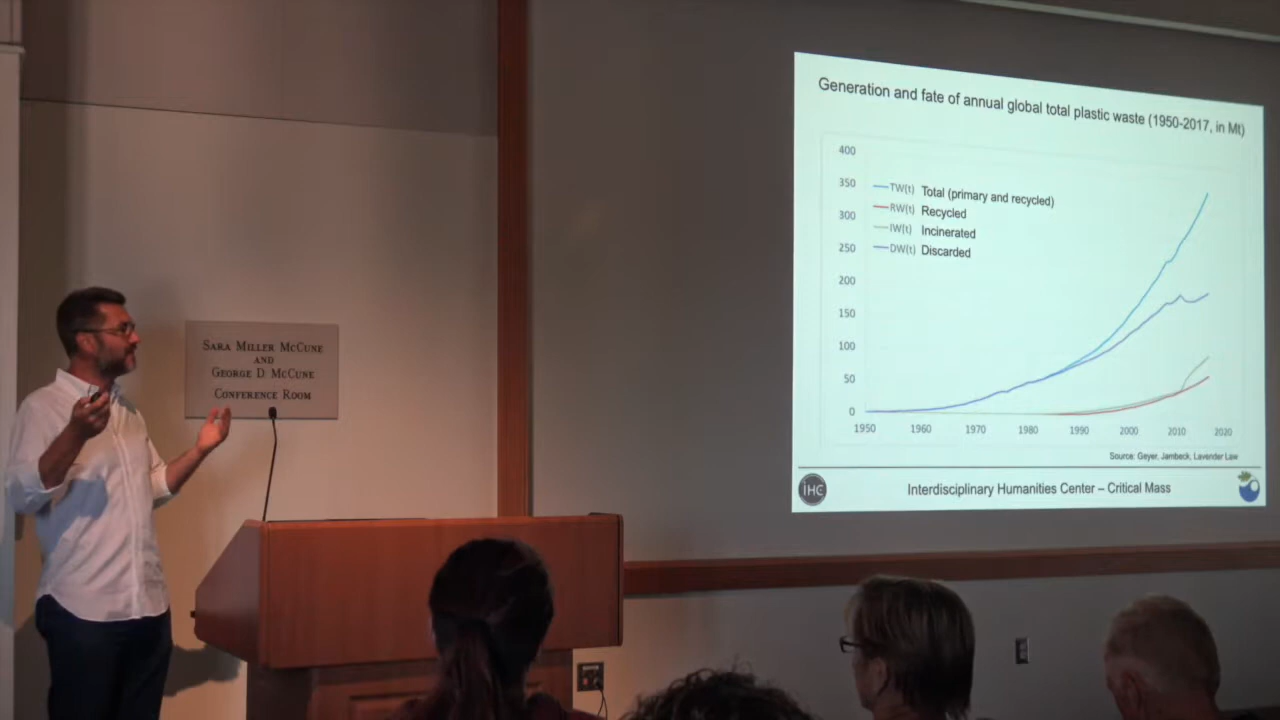 SARA MILLER MCCUNE
AND
GEORGE D. MCCUNE
CONFERENCE ROOM
Generation and fate of annual global total plastic waste (1950-2017, in Mt)
400
350
300
250
200
150
100
50
0
TW(t) Total (primary and recycled)
RW(t) Recycled
IW(t) Incinerated
DW(t) Discarded
1950 1960 1970 1980 1990 2000 2010 2020
Source: Geyer, Jambeck, Lavender Law
IHC
Interdisciplinary Humanities Center – Critical Mass